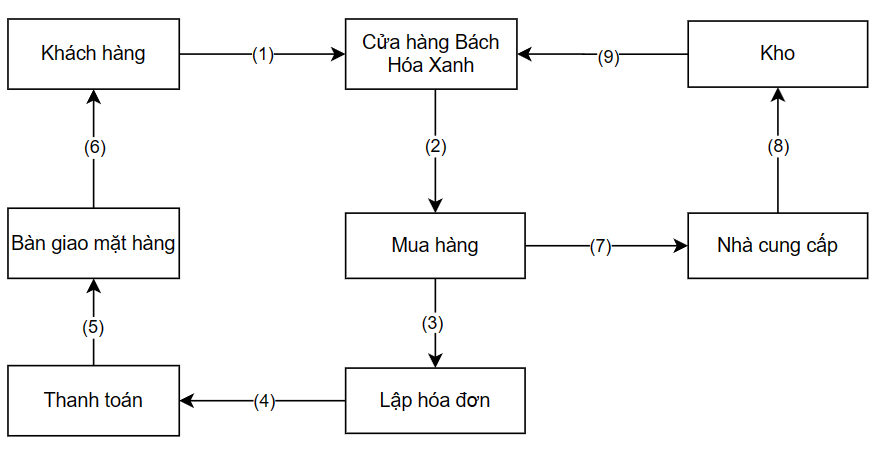 Khách hàng
(1)
Cửa hàng Bách
Hóa Xanh
(9)
Kho
(6)
(2)
(8)
Bàn giao mặt hàng
Mua hàng
(7)
Nhà cung cấp
(5)
(3)
Thanh toán
(4)
Lập hóa đơn